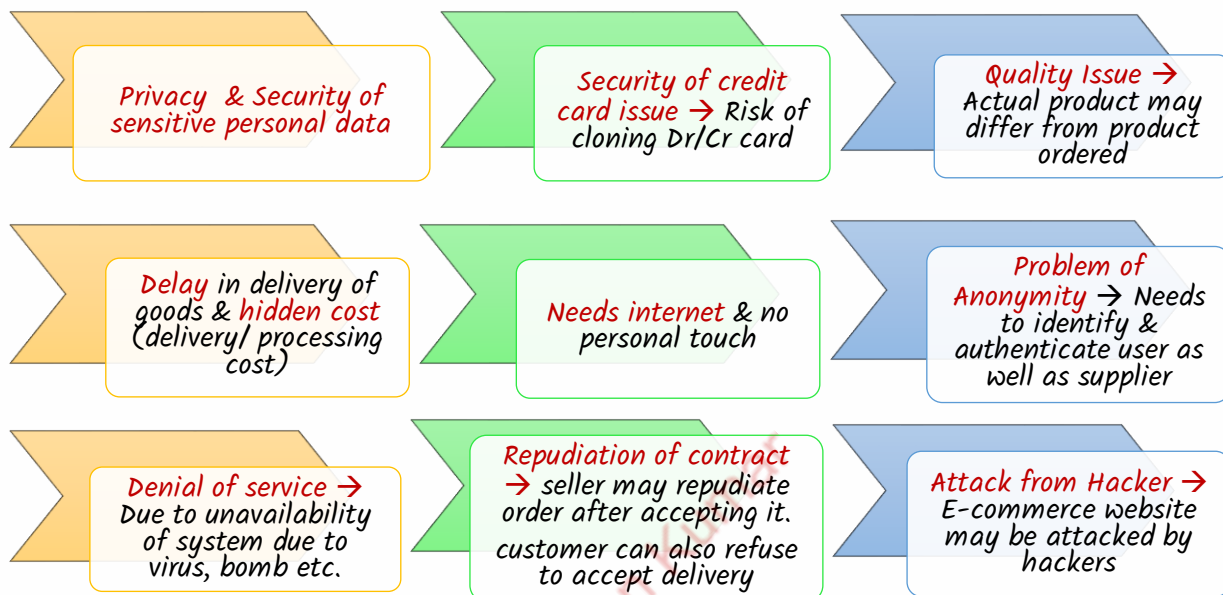 Privacy & Security of
sensitive personal data
Security of credit
card issue → Risk of
cloning Dr/Cr card
Quality Issue →
Actual product may
differ from product
ordered
Delay in delivery of
goods & hidden cost
(delivery/ processing
cost)
Needs internet & no
personal touch
Problem of
Anonymity → Needs
to identify &
authenticate user as
well as supplier
Denial of service →
Due to unavailability
of system due to
virus, bomb etc.
Repudiation of contract
→ seller may repudiate
order after accepting it.
customer can also refuse
to accept delivery
Attack from Hacker →
E-commerce website
may be attacked by
hackers
Kumar